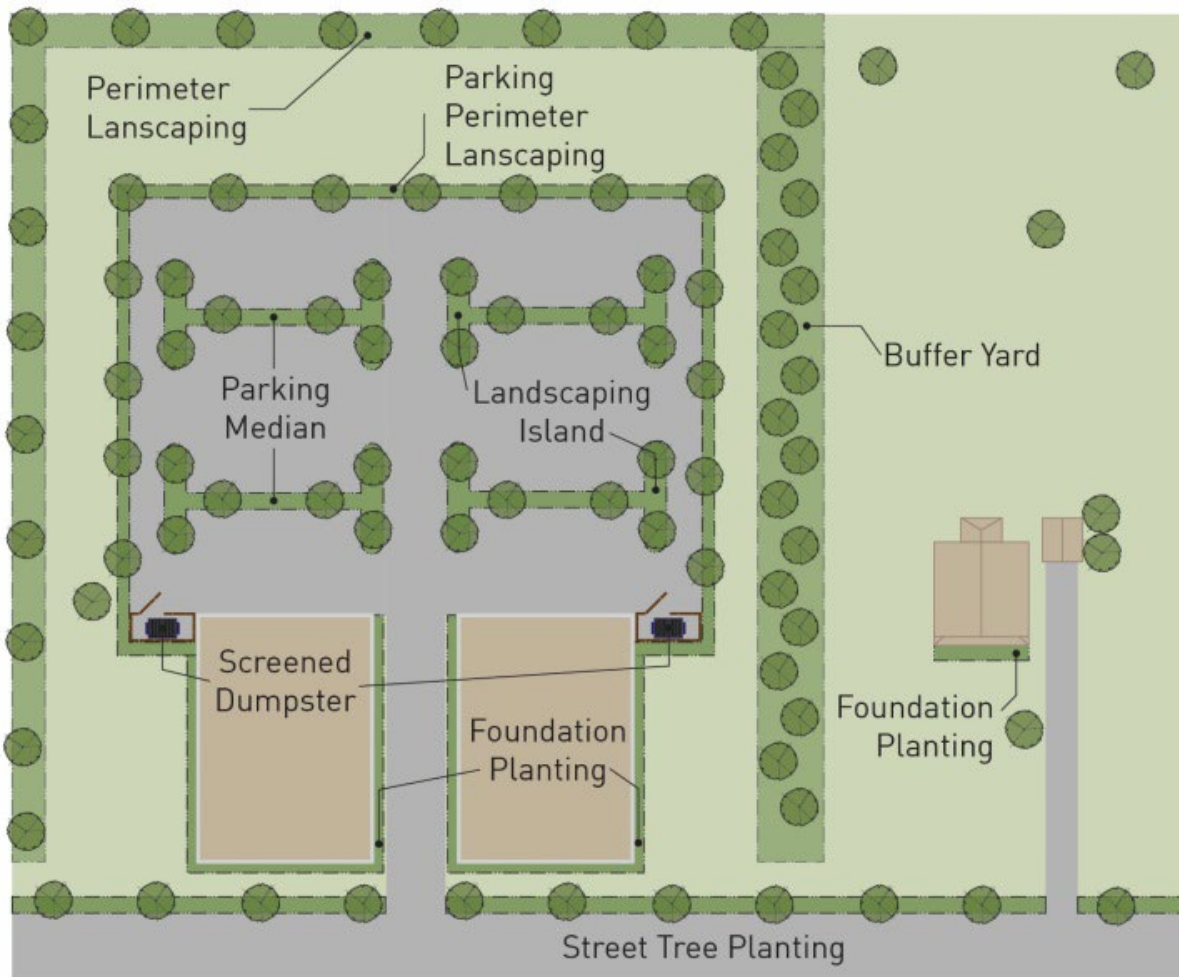 Perimeter
Lanscaping
Parking
Perimeter
Lanscaping
Buffer Yard
Parking
Median
Landscaping
Island
Screened
Dumpster
Foundation
Planting
Foundation
Planting
Street Tree Planting